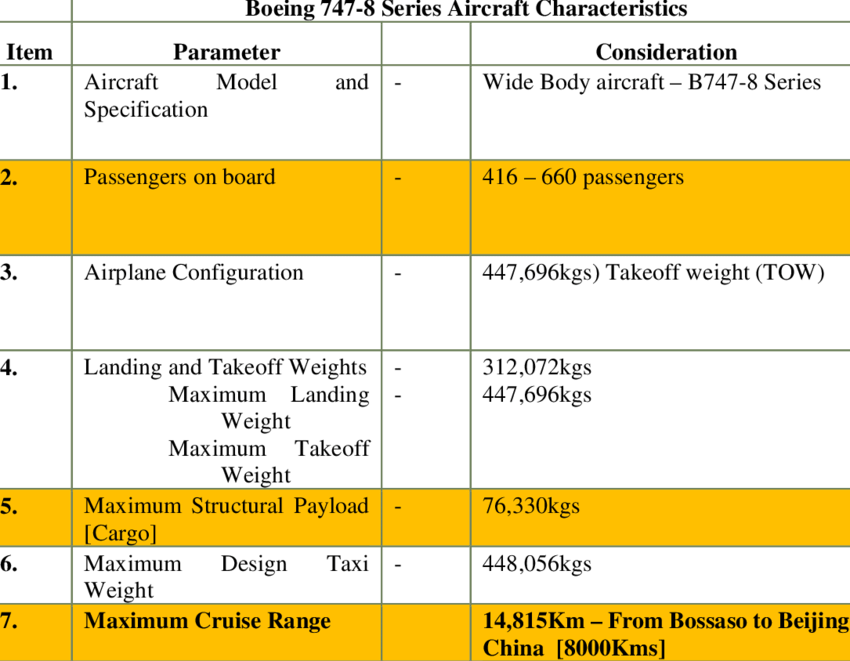 Boeing 747-8 Series Aircraft Characteristics
Item Parameter Consideration
1. Aircraft Model and - Wide Body aircraft – B747-8 Series
Specification
2. Passengers on board - 416 – 660 passengers
3. Airplane Configuration - 447,696kgs) Takeoff weight (TOW)
4. Landing and Takeoff Weights - 312,072kgs
Maximum Landing - 447,696kgs
Weight
Maximum Takeoff
Weight
5. Maximum Structural Payload - 76,330kgs
[Cargo]
6. Maximum Design Taxi - 448,056kgs
Weight
7. Maximum Cruise Range 14,815Km – From Bossaso to Beijing
China [8000Kms]